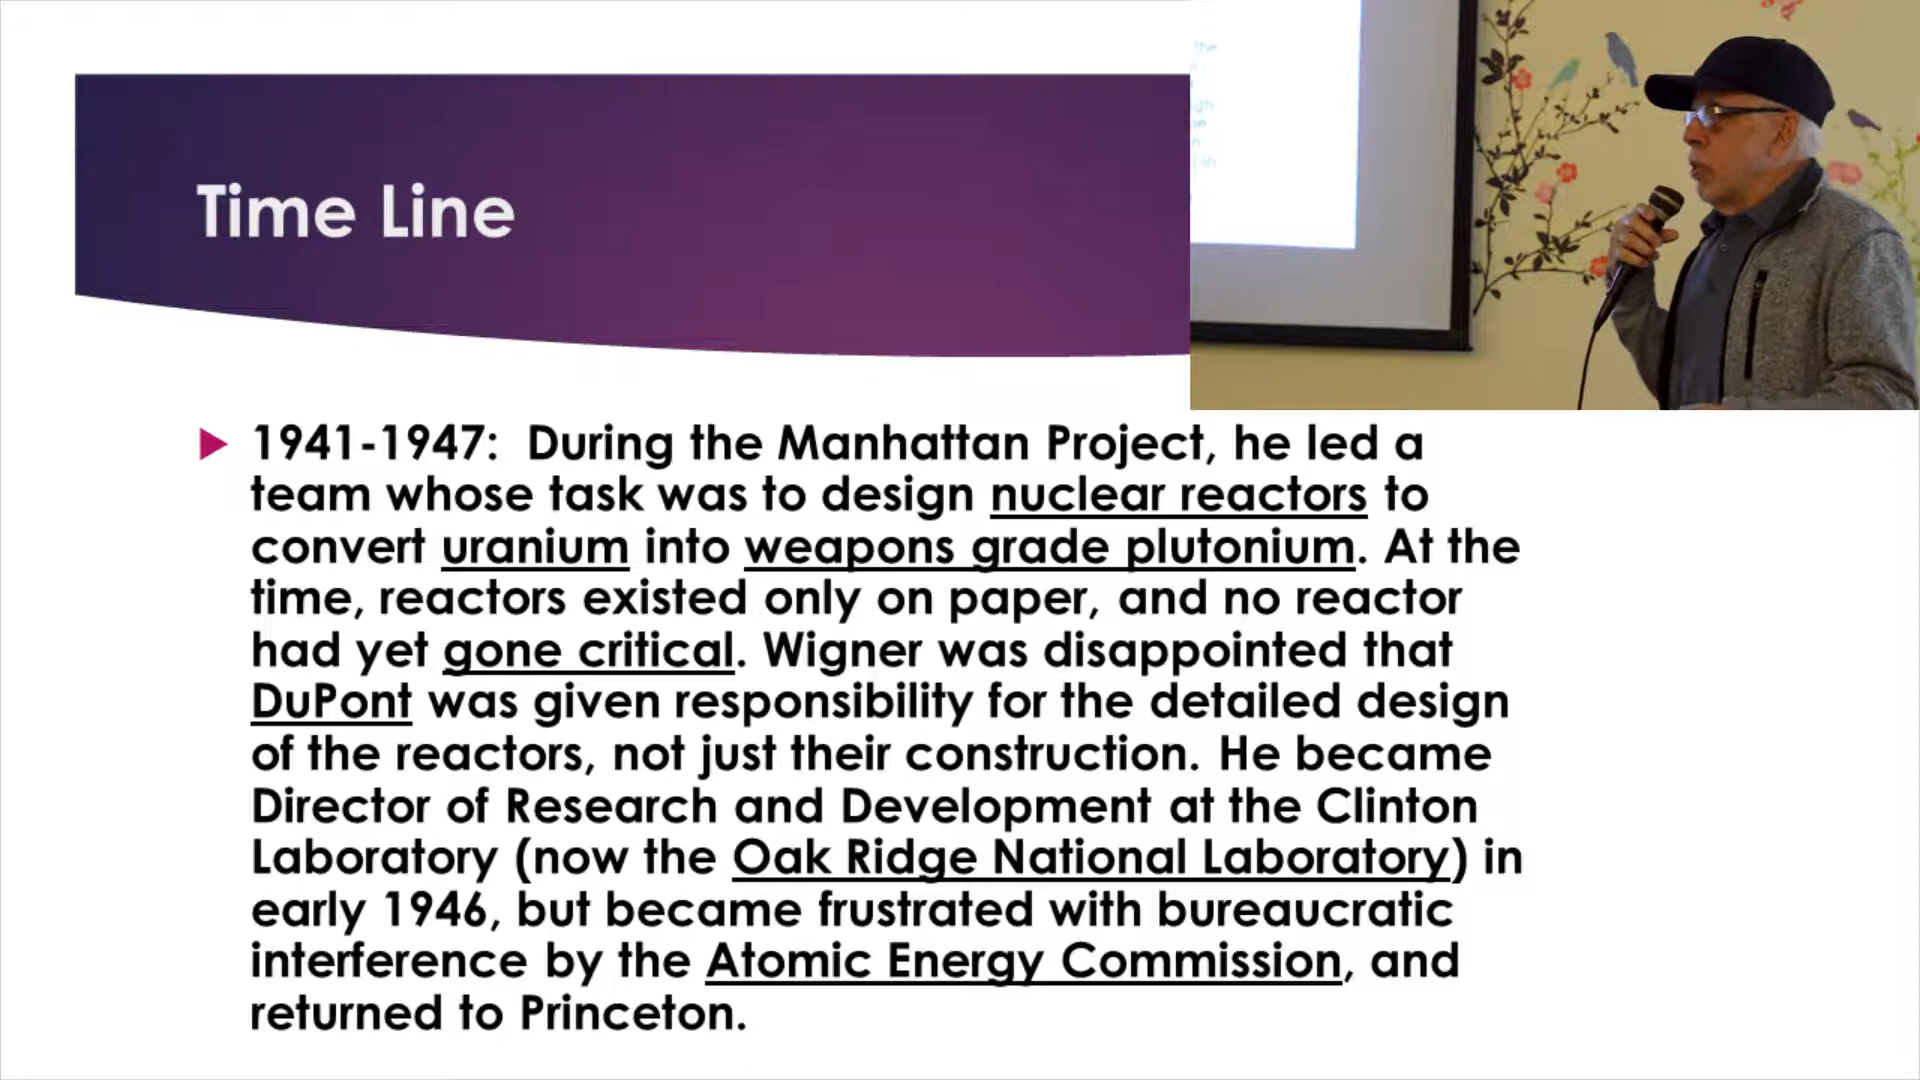 Time Line
1941-1947:  During the Manhattan Project, he led a
team whose task was to design nuclear reactors to
convert uranium into weapons grade plutonium. At the
time, reactors existed only on paper, and no reactor
had yet gone critical. Wigner was disappointed that
DuPont was given responsibility for the detailed design
of the reactors, not just their construction. He became
Director of Research and Development at the Clinton
Laboratory (now the Oak Ridge National Laboratory) in
early 1946, but became frustrated with bureaucratic
interference by the Atomic Energy Commission, and
returned to Princeton.
the
in